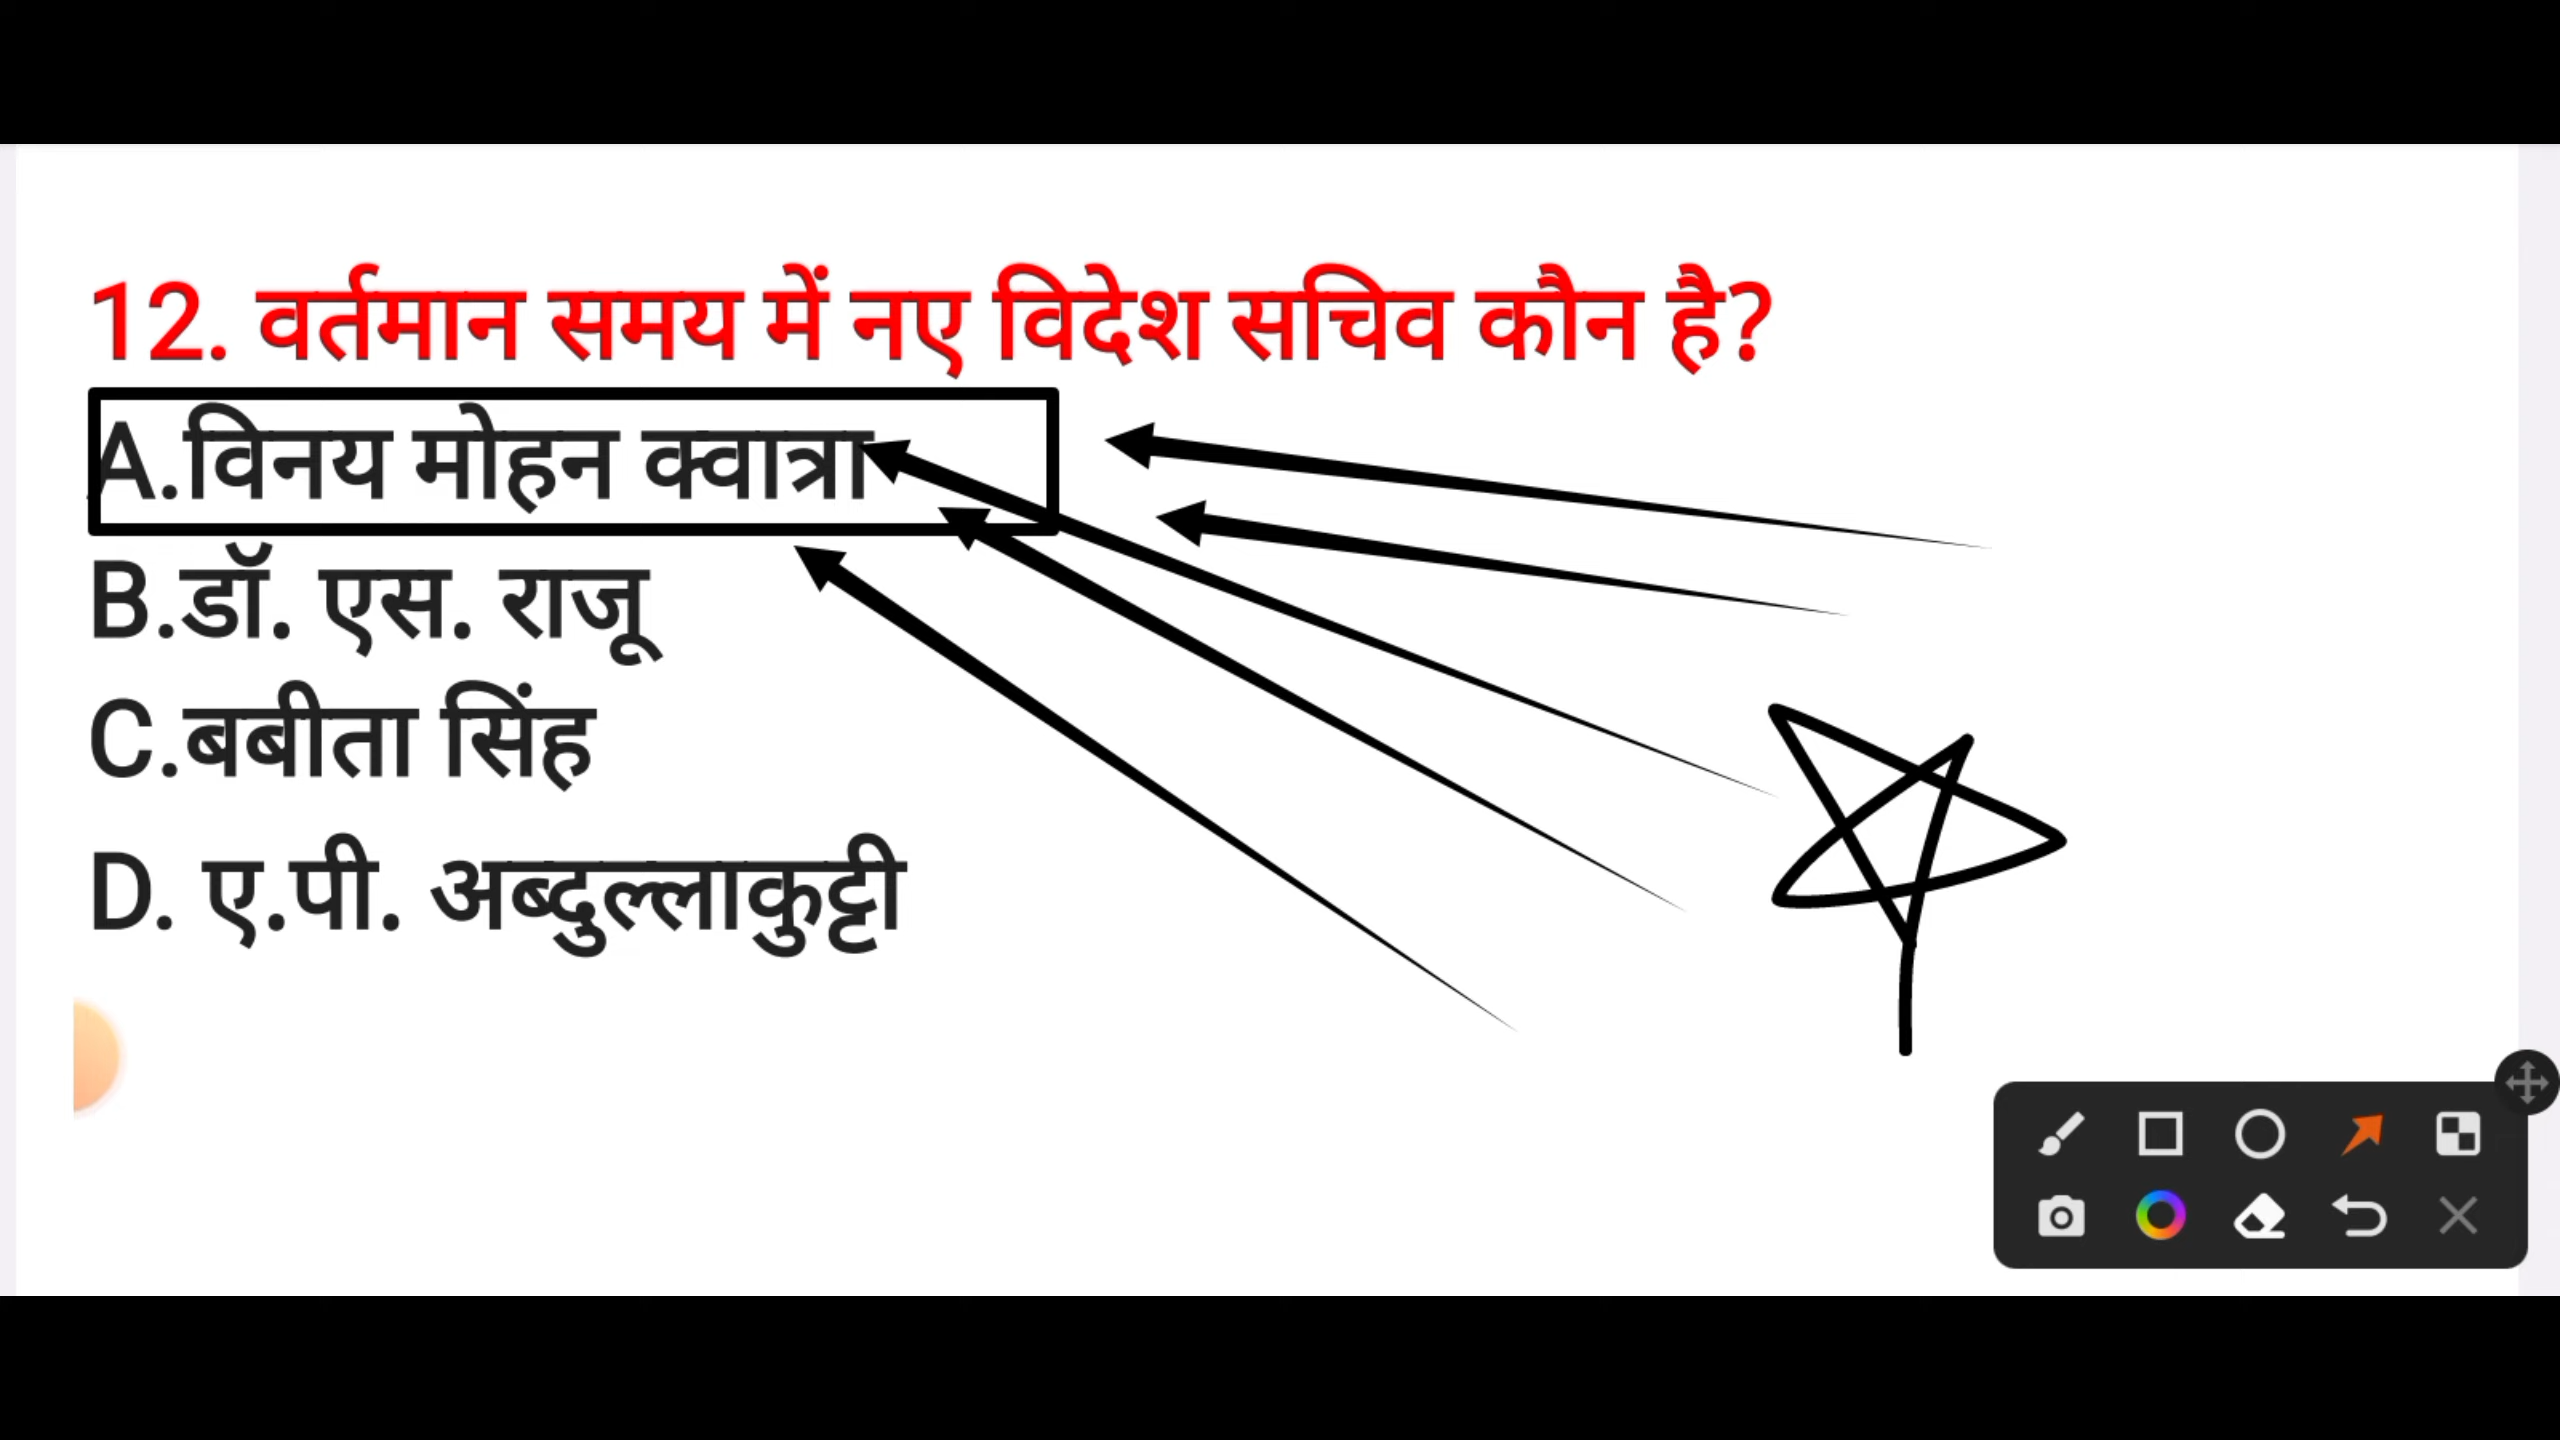 12. वर्तमान समय में नए विदेश सचिव कौन है?
A.विनय मोहन क्वात्रा
B.डॉ. एस. राजू
C.बबीता सिंह
D. ए.पी. अब्दुल्लाकुट्टी